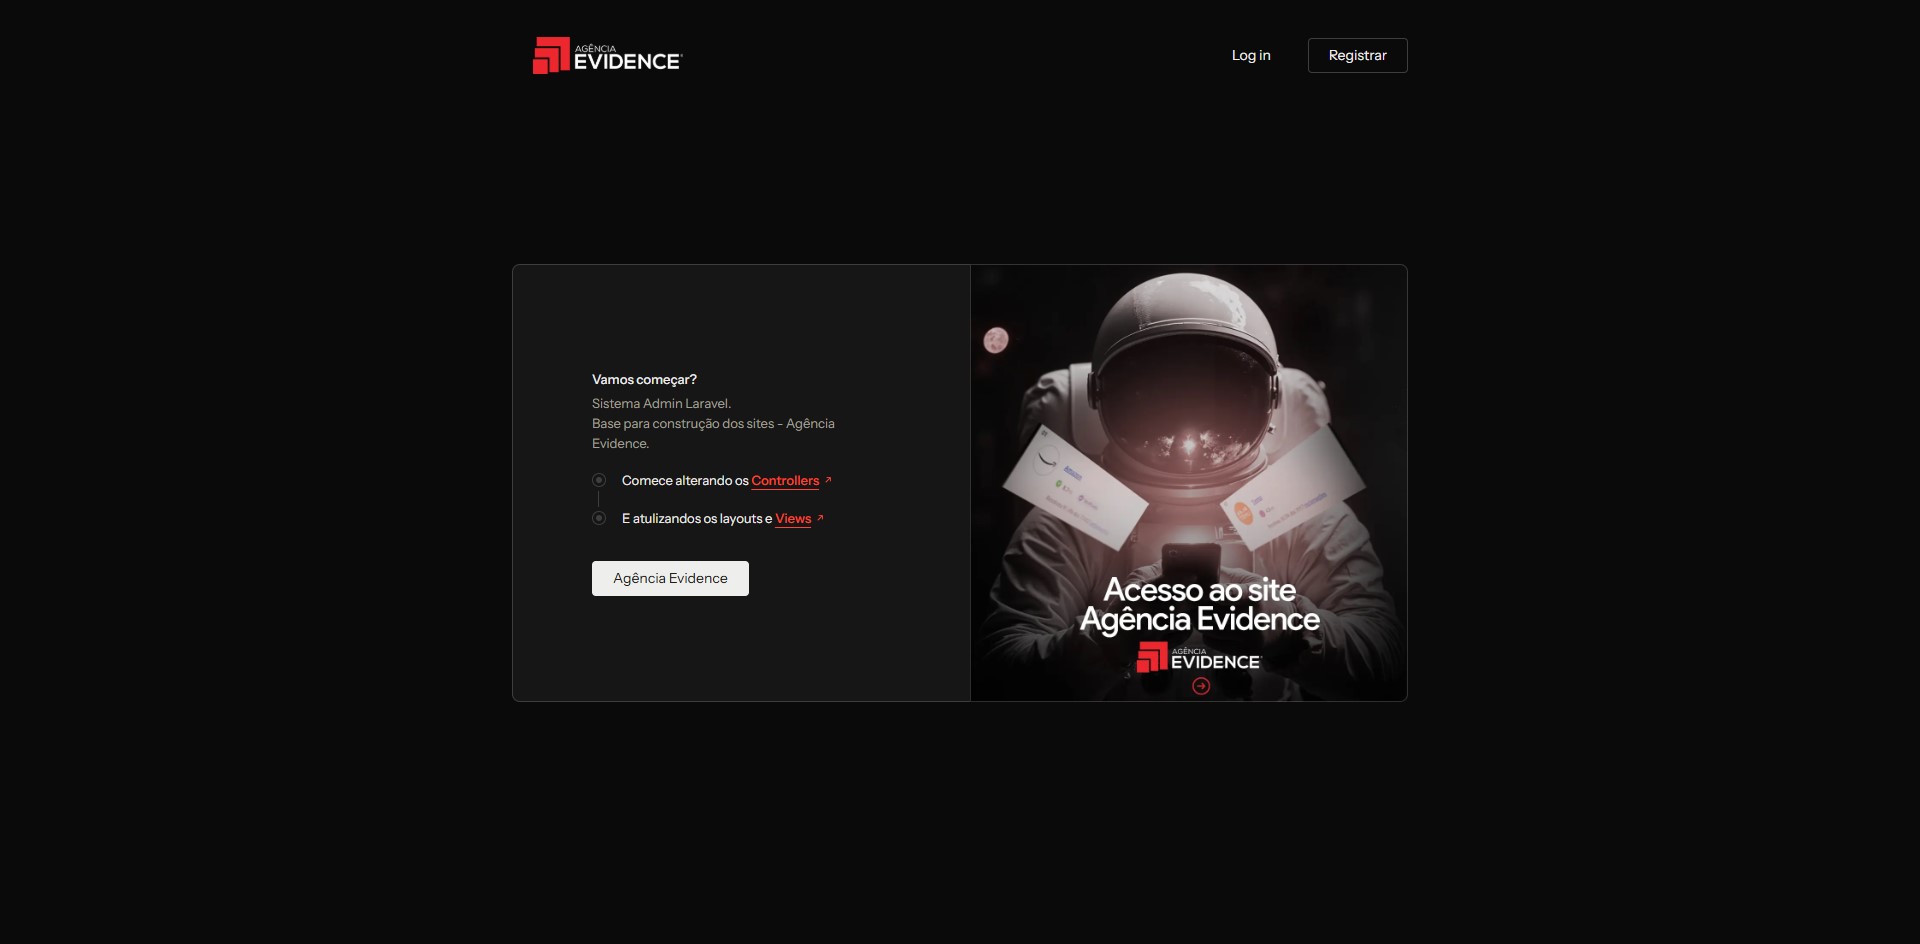 AGÊNCIA
EVIDENCE
Log in
Registrar
Vamos começar?
Sistema Admin Laravel.
Base para construção dos sites - Agência
Evidence.
Comece alterando os Controllers
E atulizandos os layouts e Views
Agência Evidence
Acesso ao site
Agência Evidence
AGÊNCIA
EVIDENCE